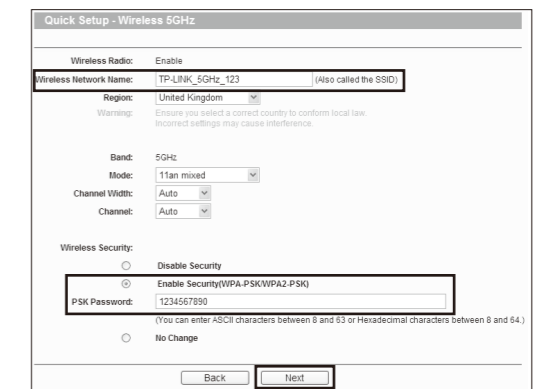 Quick Setup - Wireless 5GHz
Wireless Radio: Enable
Wireless Network Name: TP-LINK_5GHz_123 (Also called the SSID)
Region: United Kingdom
Warning: Ensure you select a correct country to conform local law.
Incorrect settings may cause interference.
Band: 5GHz
Mode: 11an mixed
Channel Width: Auto
Channel: Auto
Wireless Security:
Disable Security
Enable Security(WPA-PSK/WPA2-PSK)
PSK Password: 1234567890
(You can enter ASCII characters between 8 and 63 or Hexadecimal characters between 8 and 64.)
No Change
Back Next